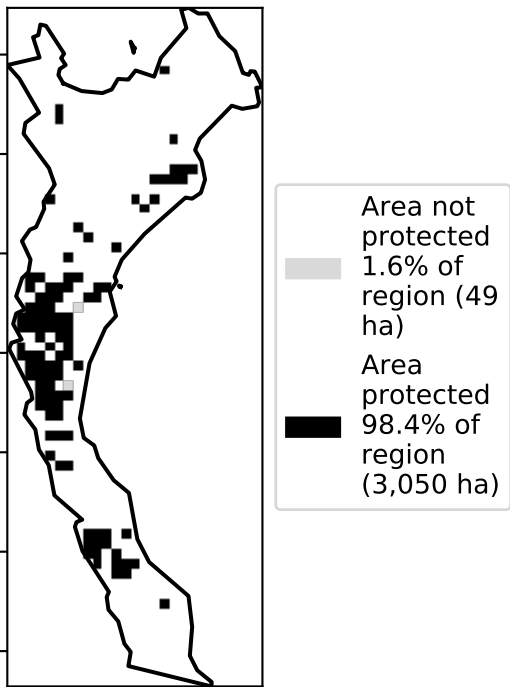 Area not
protected
1.6% of
region (49
ha)
Area
protected
98.4% of
region
(3,050 ha)